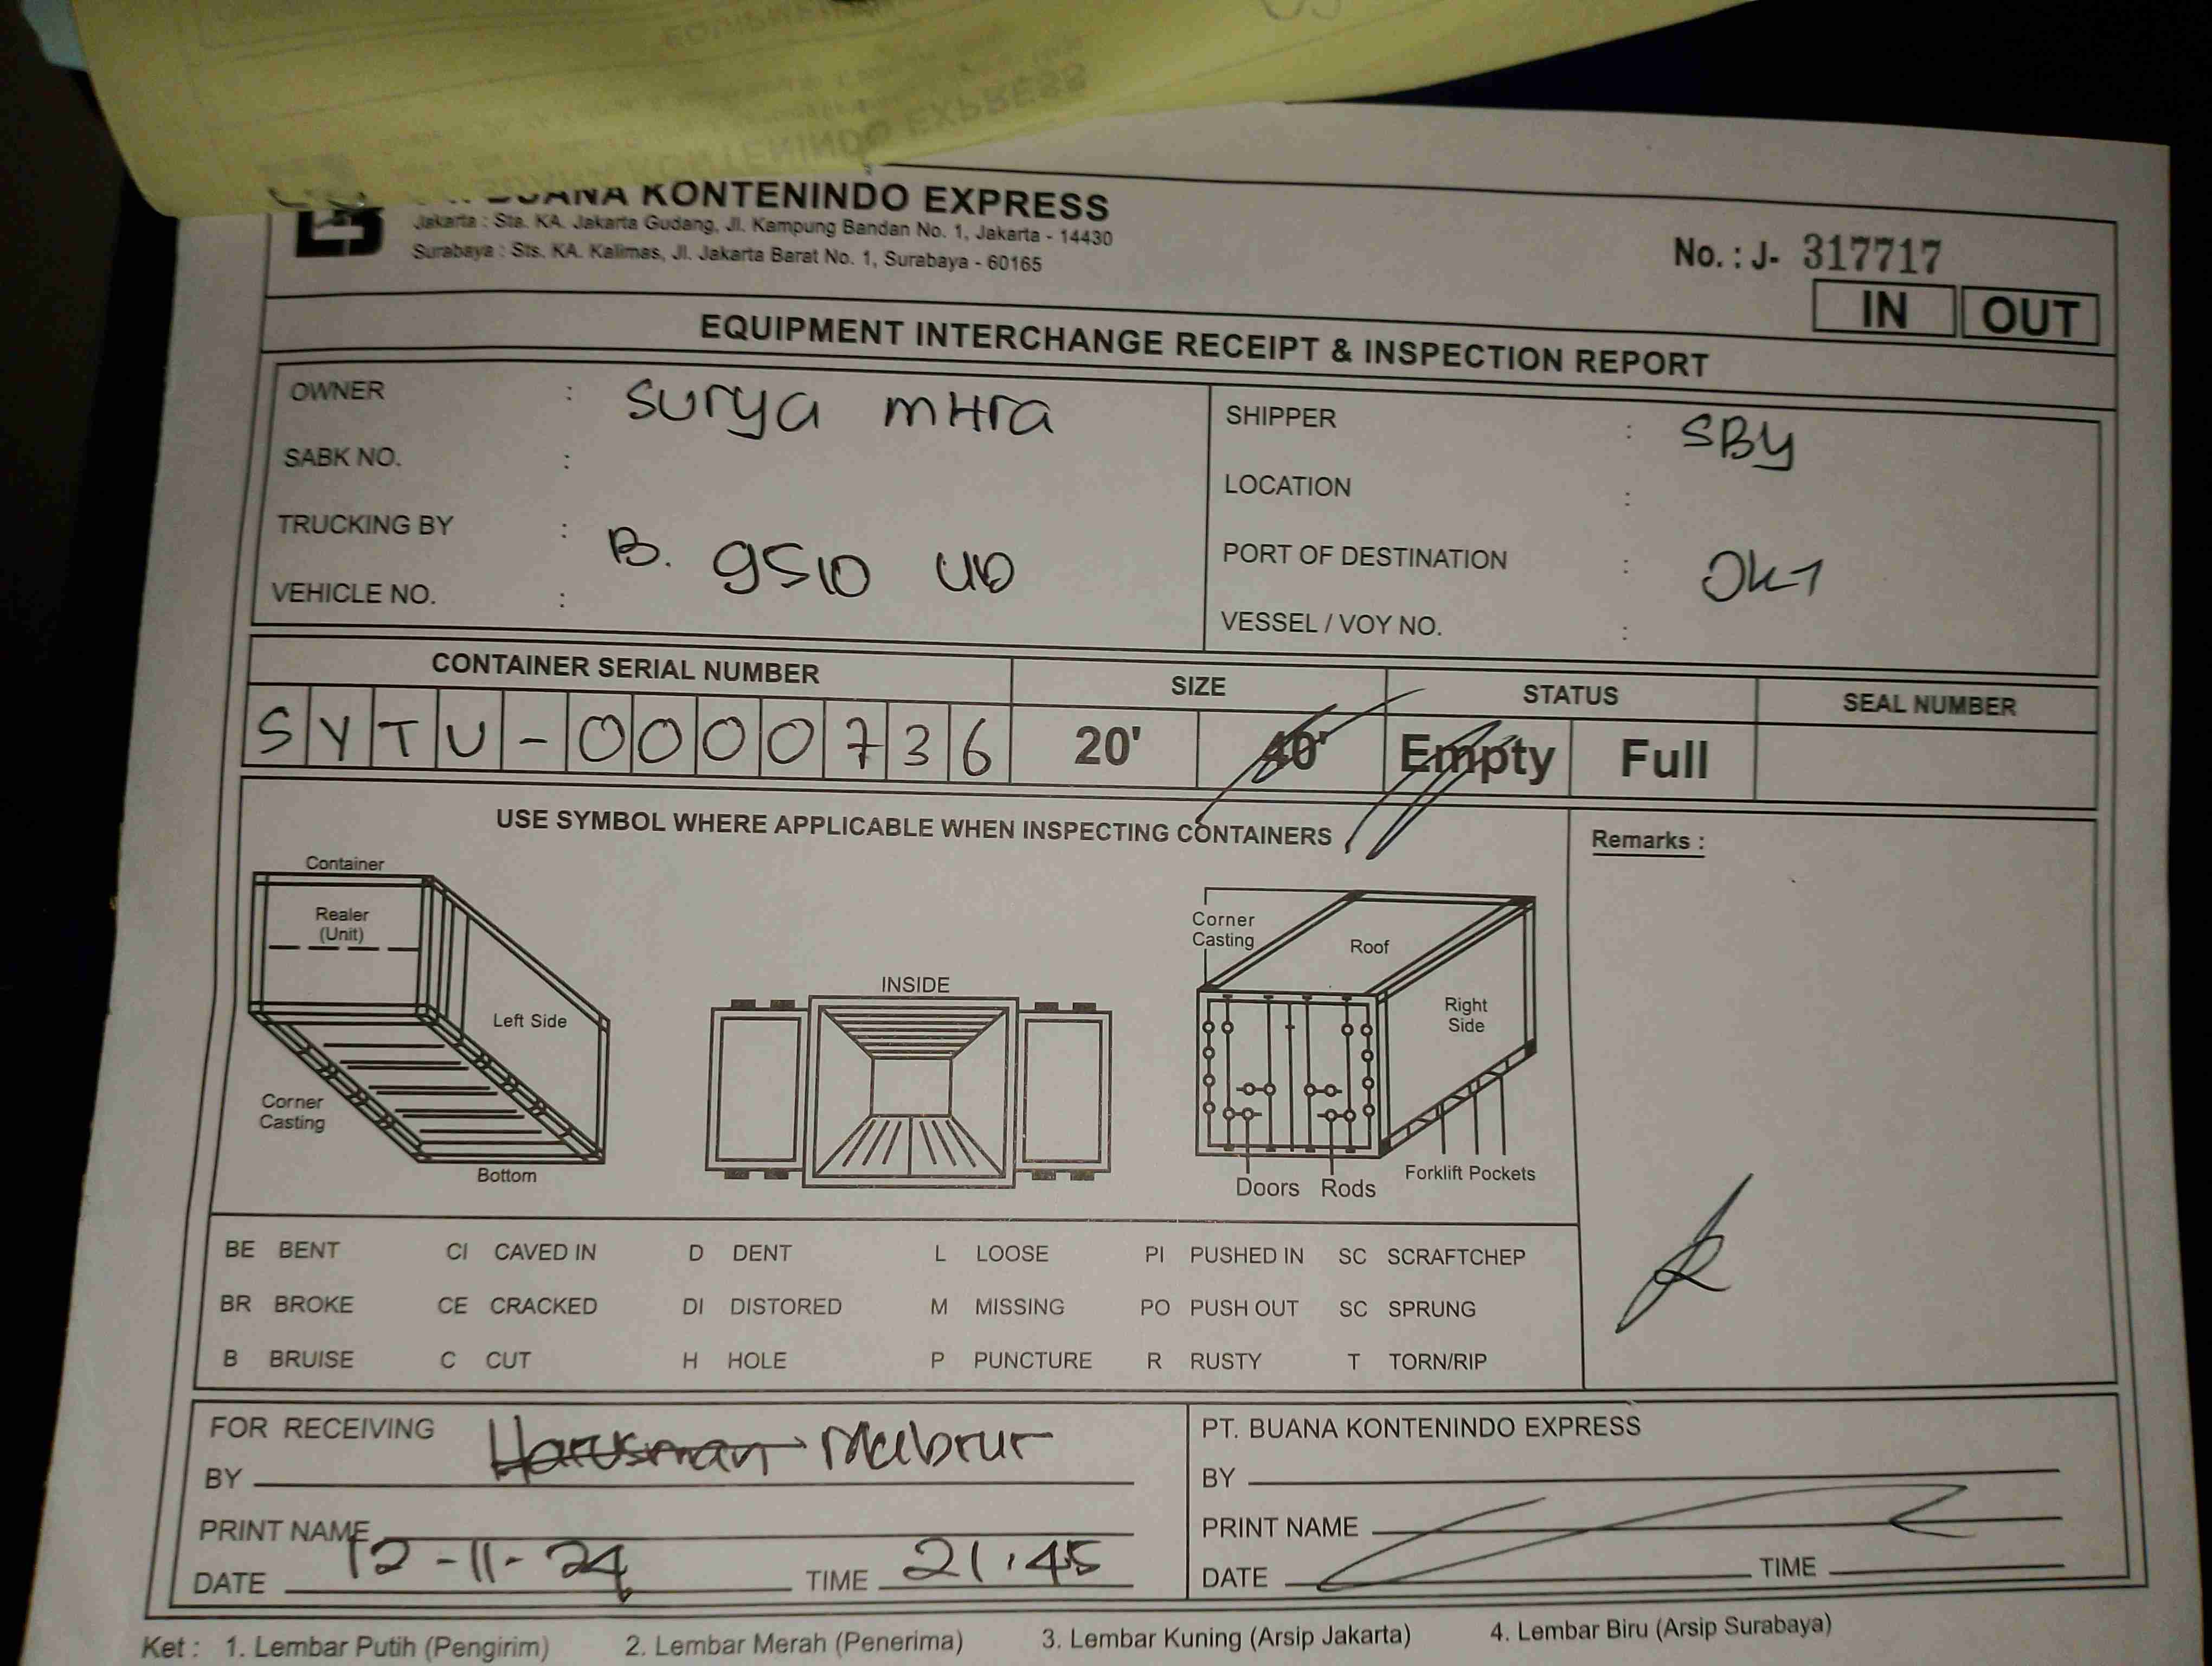 BUANA KONTENINDO EXPRESS
Jakarta : Sta. KA. Jakarta Gudang, Jl. Kampung Bandan No. 1, Jakarta - 14430
Surabaya : Sts. KA. Kalimas, Jl. Jakarta Barat No. 1, Surabaya - 60165
No. : J- 317717
IN OUT
EQUIPMENT INTERCHANGE RECEIPT & INSPECTION REPORT
OWNER : Surya mitra
SABK NO. :
TRUCKING BY : B. 9510
VEHICLE NO. :
SHIPPER : SBY
LOCATION :
PORT OF DESTINATION :
VESSEL / VOY NO. :
CONTAINER SERIAL NUMBER SIZE STATUS SEAL NUMBER
SYTU-0000736 20' 40' Empty Full
USE SYMBOL WHERE APPLICABLE WHEN INSPECTING CONTAINERS
Remarks :
Container
Realer
(Unit)
Left Side
Corner
Casting
Bottom
INSIDE
Corner
Casting
Roof
Right
Side
Doors Rods Forklift Pockets
BE BENT CI CAVED IN D DENT L LOOSE PI PUSHED IN SC SCRAFTCHEP
BR BROKE CE CRACKED DI DISTORED M MISSING PO PUSH OUT SC SPRUNG
B BRUISE C CUT H HOLE P PUNCTURE R RUSTY T TORN/RIP
FOR RECEIVING Mabrur
BY
PRINT NAME
DATE 12-11-24 TIME 21.45
PT. BUANA KONTENINDO EXPRESS
BY
PRINT NAME
DATE TIME
Ket : 1. Lembar Putih (Pengirim) 2. Lembar Merah (Penerima) 3. Lembar Kuning (Arsip Jakarta) 4. Lembar Biru (Arsip Surabaya)